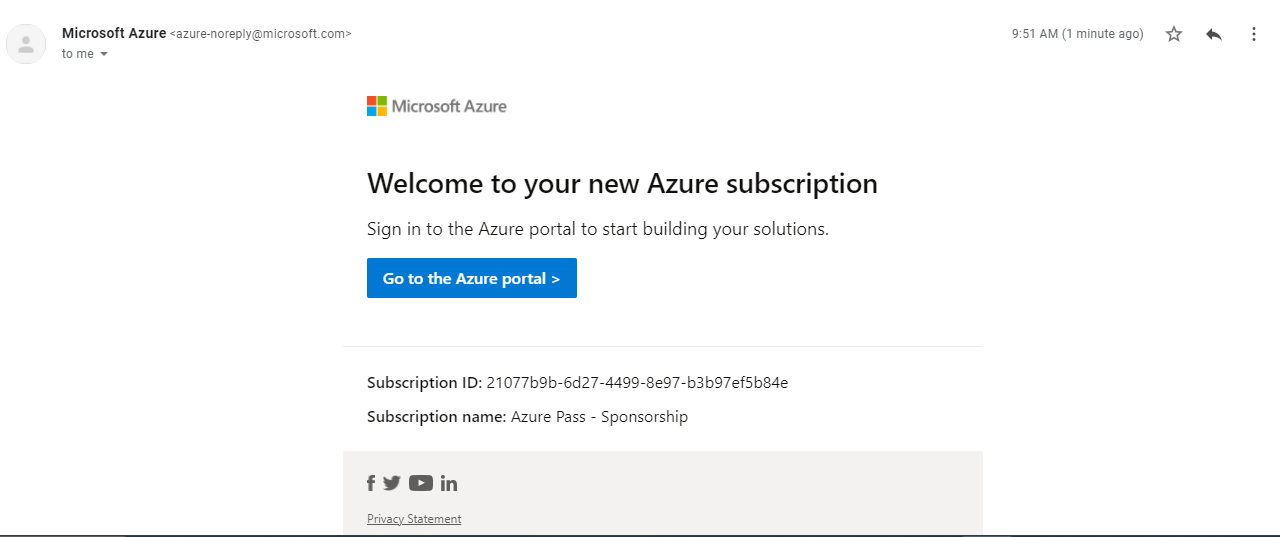 Microsoft Azure <azure-noreply@microsoft.com>
9:51 AM (1 minute ago)
to me
Microsoft Azure
Welcome to your new Azure subscription
Sign in to the Azure portal to start building your solutions.
Go to the Azure portal >
Subscription ID: 21077b9b-6d27-4499-8e97-b3b97ef5b84e
Subscription name: Azure Pass - Sponsorship
Privacy Statement